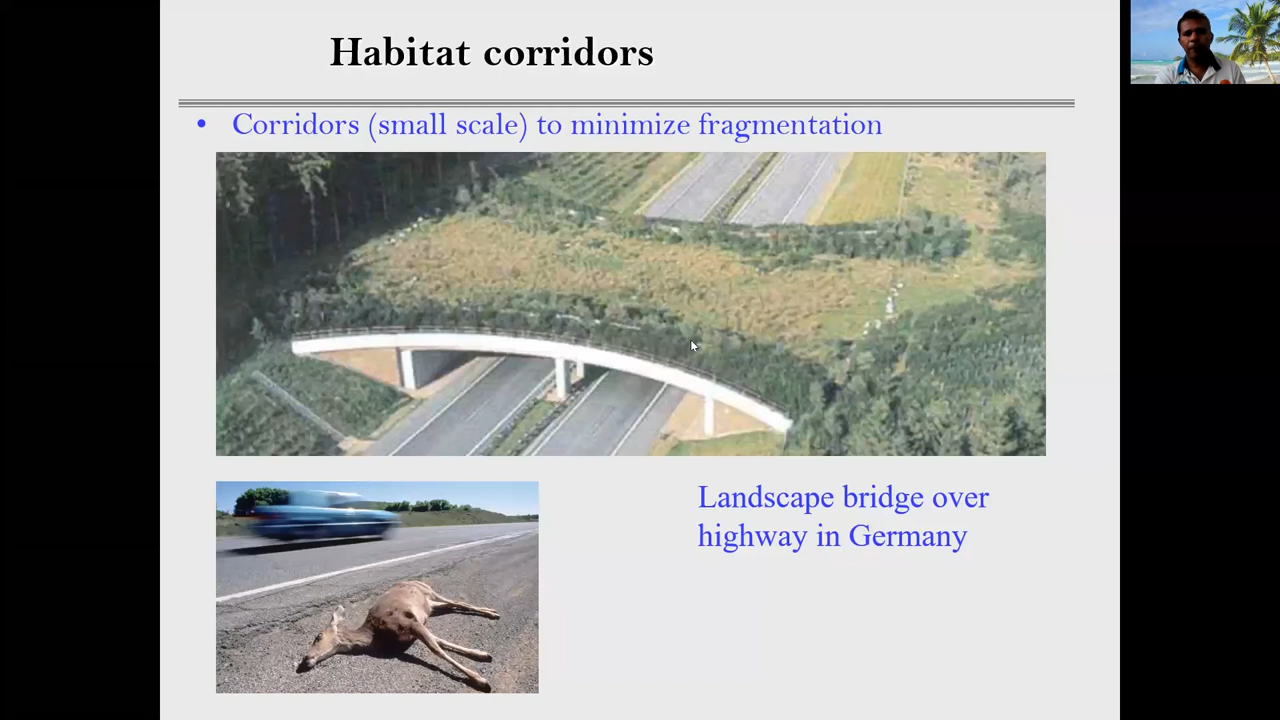 Habitat corridors
• Corridors (small scale) to minimize fragmentation
Landscape bridge over
highway in Germany